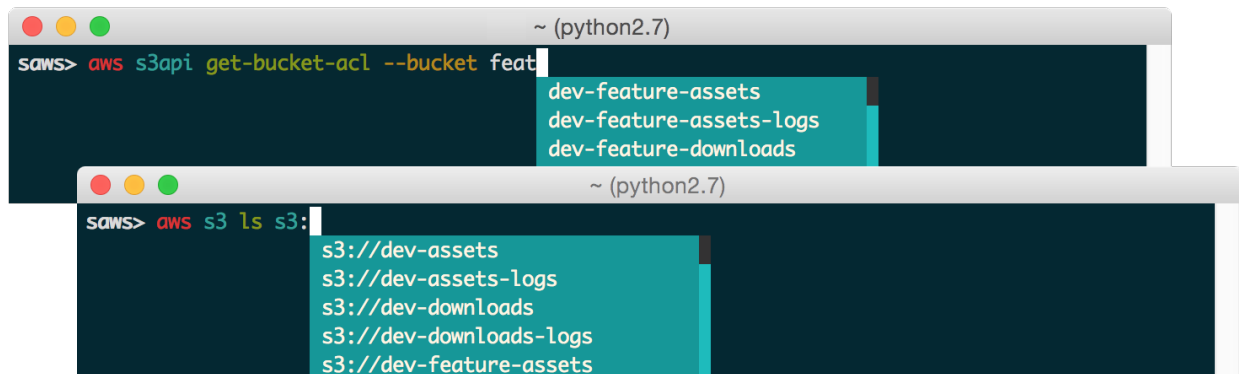 ~ (python2.7)
saws> aws s3api get-bucket-acl --bucket feat
dev-feature-assets
dev-feature-assets-logs
dev-feature-downloads
~ (python2.7)
saws> aws s3 ls s3:
s3://dev-assets
s3://dev-assets-logs
s3://dev-downloads
s3://dev-downloads-logs
s3://dev-feature-assets